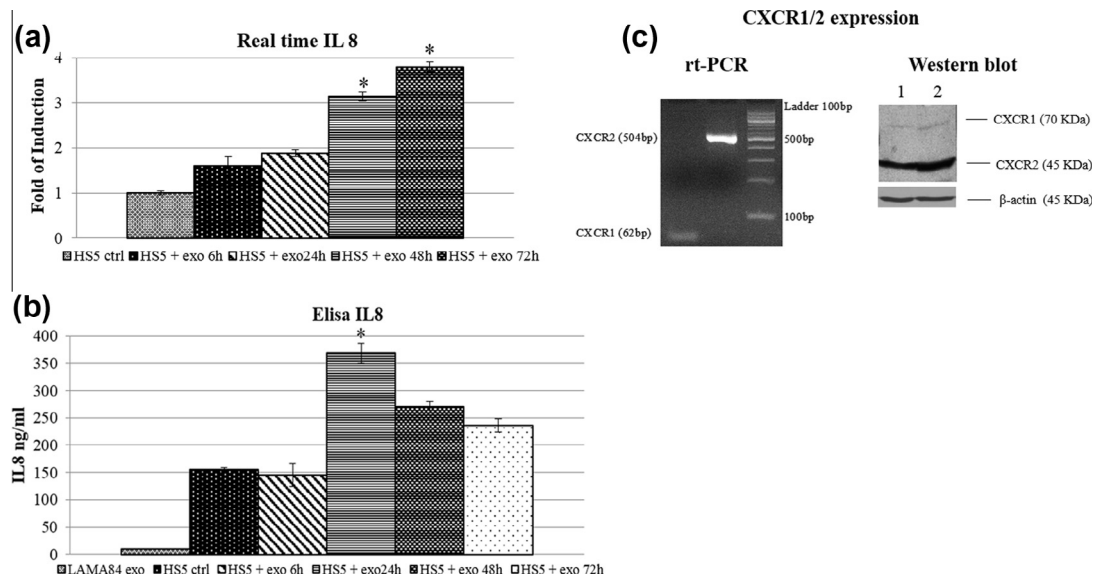 (a)
Real time IL 8
4
3
2
1
0
Fold of Induction
*
*
HS5 ctrl HS5 + exo 6h HS5 + exo24h HS5 + exo 48h HS5 + exo 72h
(b)
Elisa IL8
400
350
300
250
200
150
100
50
0
IL8 ng/ml
*
LAMA84 exo HS5 ctrl HS5 + exo 6h HS5 + exo24h HS5 + exo 48h HS5 + exo 72h
CXCR1/2 expression
(c)
rt-PCR
Ladder 100bp
CXCR2 (504bp)
500bp
100bp
CXCR1 (62bp)
Western blot
1 2
CXCR1 (70 KDa)
CXCR2 (45 KDa)
β-actin (45 KDa)